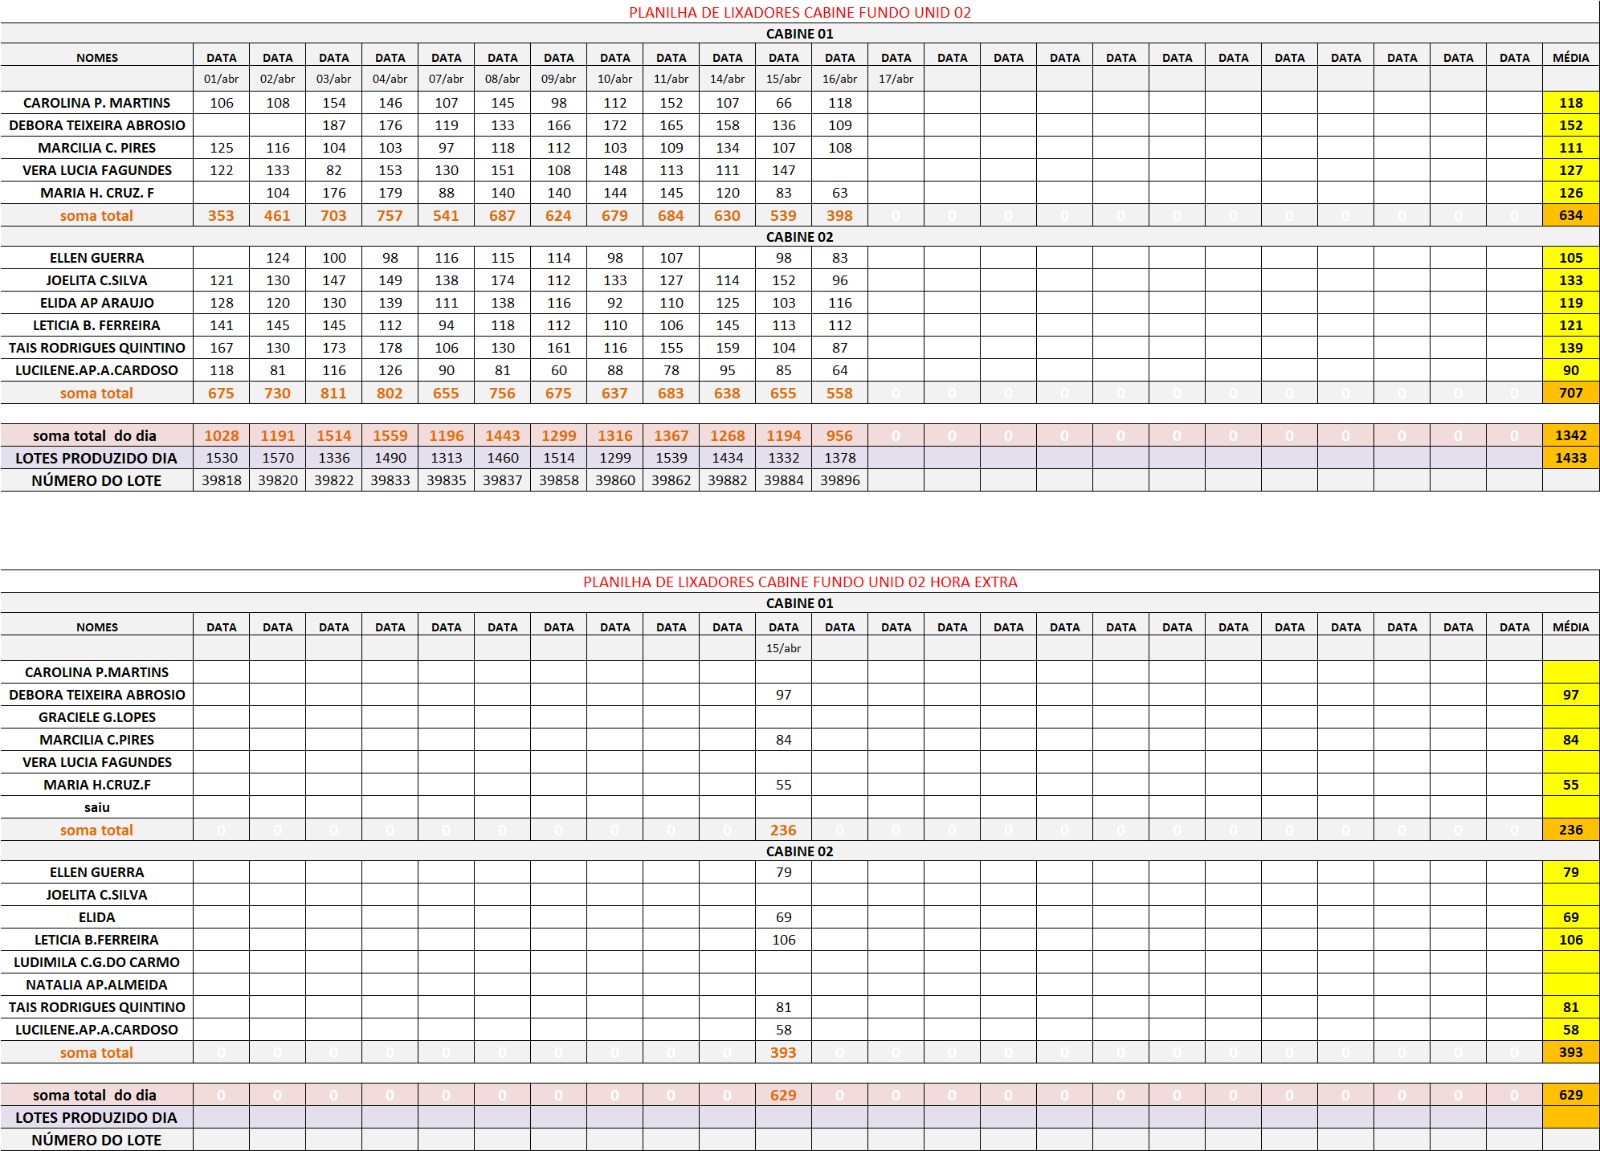 PLANILHA DE LIXADORES CABINE FUNDO UNID 02
CABINE 01
NOMES DATA DATA DATA DATA DATA DATA DATA DATA DATA DATA DATA DATA DATA DATA DATA DATA DATA DATA DATA DATA DATA DATA DATA DATA MÉDIA
01/abr 02/abr 03/abr 04/abr 07/abr 08/abr 09/abr 10/abr 11/abr 14/abr 15/abr 16/abr 17/abr
CAROLINA P. MARTINS 106 108 154 146 107 145 98 112 152 107 66 118 118
DEBORA TEIXEIRA ABROSIO 187 176 119 133 166 172 165 158 136 109 152
MARCILIA C. PIRES 125 116 104 103 97 118 112 103 109 134 107 108 111
VERA LUCIA FAGUNDES 122 133 82 153 130 151 108 148 113 111 147 127
MARIA H. CRUZ. F 104 176 179 88 140 140 144 145 120 83 63 126
soma total 353 461 703 757 541 687 624 679 684 630 539 398 0 0 0 0 0 0 0 0 0 0 0 0 634
CABINE 02
ELLEN GUERRA 124 100 98 116 115 114 98 107 98 83 105
JOELITA C.SILVA 121 130 147 149 138 174 112 133 127 114 152 96 133
ELIDA AP ARAUJO 128 120 130 139 111 138 116 92 110 125 103 116 119
LETICIA B. FERREIRA 141 145 145 112 94 118 112 110 106 145 113 112 121
TAIS RODRIGUES QUINTINO 167 130 173 178 106 130 161 116 155 159 104 87 139
LUCILENE.AP.A.CARDOSO 118 81 116 126 90 81 60 88 78 95 85 64 90
soma total 675 730 811 802 655 756 675 637 683 638 655 558 0 0 0 0 0 0 0 0 0 0 0 0 707
soma total do dia 1028 1191 1514 1559 1196 1443 1299 1316 1367 1268 1194 956 0 0 0 0 0 0 0 0 0 0 0 0 1342
LOTES PRODUZIDO DIA 1530 1570 1336 1490 1313 1460 1514 1299 1539 1434 1332 1378 1433
NÚMERO DO LOTE 39818 39820 39822 39833 39835 39837 39858 39860 39862 39882 39884 39896
PLANILHA DE LIXADORES CABINE FUNDO UNID 02 HORA EXTRA
CABINE 01
NOMES DATA DATA DATA DATA DATA DATA DATA DATA DATA DATA DATA DATA DATA DATA DATA DATA DATA DATA DATA DATA DATA DATA DATA DATA MÉDIA
15/abr
CAROLINA P.MARTINS
DEBORA TEIXEIRA ABROSIO 97 97
GRACIELE G.LOPES
MARCILIA C.PIRES 84 84
VERA LUCIA FAGUNDES
MARIA H.CRUZ.F 55 55
saiu
soma total 0 0 0 0 0 0 0 0 0 0 236 0 0 0 0 0 0 0 0 0 0 0 0 0 236
CABINE 02
ELLEN GUERRA 79 79
JOELITA C.SILVA
ELIDA 69 69
LETICIA B.FERREIRA 106 106
LUDIMILA C.G.DO CARMO
NATALIA AP.ALMEIDA
TAIS RODRIGUES QUINTINO 81 81
LUCILENE.AP.A.CARDOSO 58 58
soma total 0 0 0 0 0 0 0 0 0 0 393 0 0 0 0 0 0 0 0 0 0 0 0 0 393
soma total do dia 0 0 0 0 0 0 0 0 0 0 629 0 0 0 0 0 0 0 0 0 0 0 0 0 629
LOTES PRODUZIDO DIA
NÚMERO DO LOTE